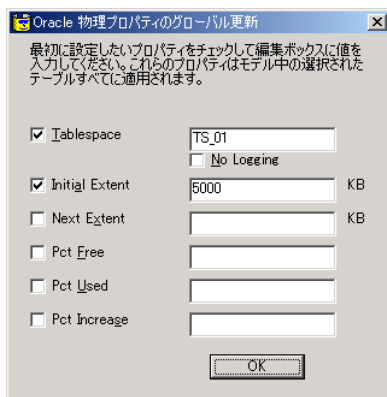 Oracle 物理プロパティのグローバル更新
最初に設定したいプロパティをチェックして編集ボックスに値を
入力してください。これらのプロパティはモデル中の選択された
テーブルすべてに適用されます。
Tablespace TS_01
No Logging
Initial Extent 5000 KB
Next Extent KB
Pct Free
Pct Used
Pct Increase
OK